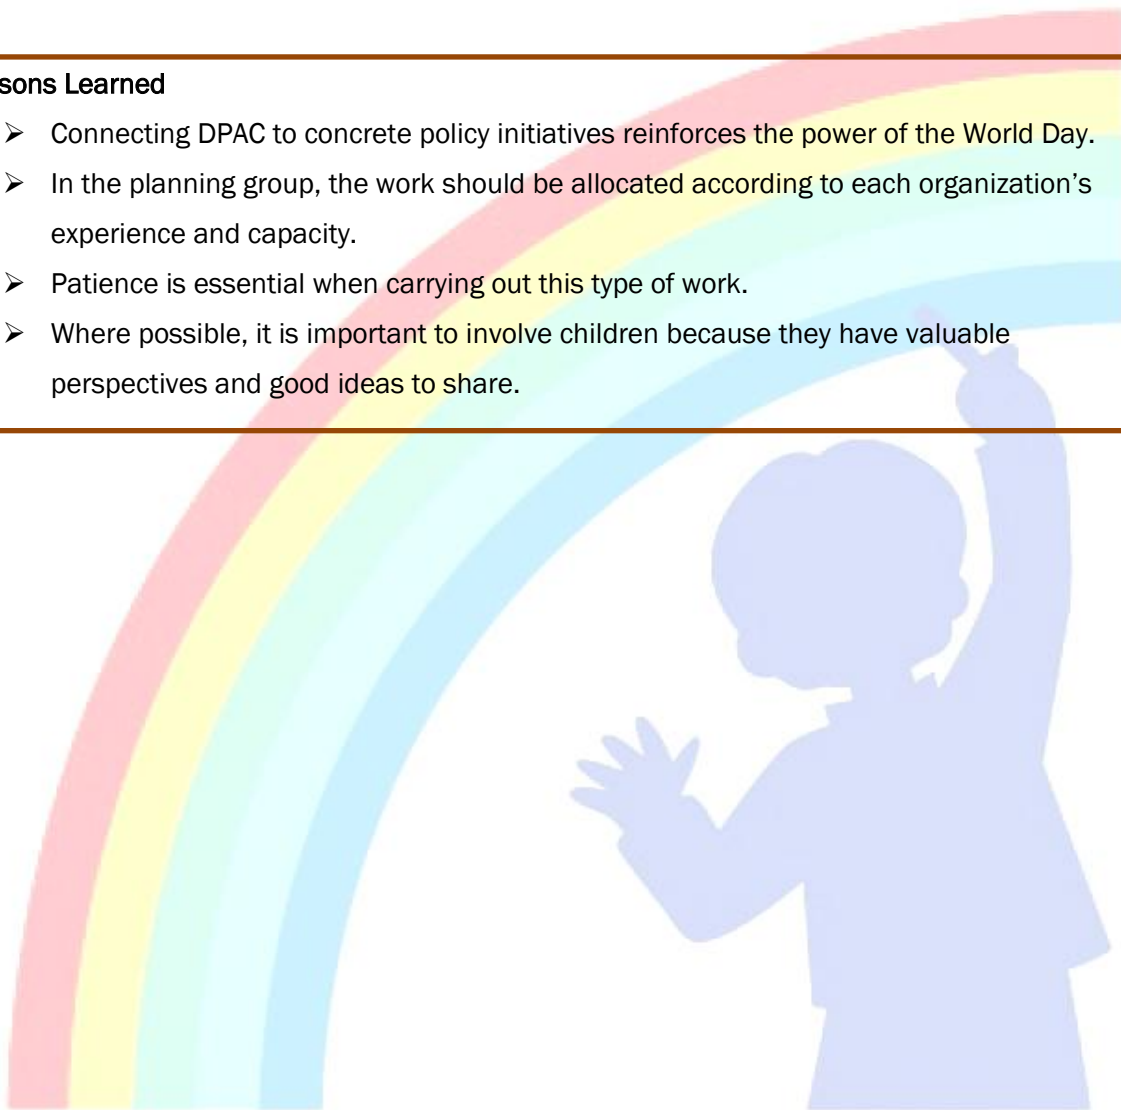 sons Learned
➢ Connecting DPAC to concrete policy initiatives reinforces the power of the World Day.
➢ In the planning group, the work should be allocated according to each organization’s
experience and capacity.
➢ Patience is essential when carrying out this type of work.
➢ Where possible, it is important to involve children because they have valuable
perspectives and good ideas to share.